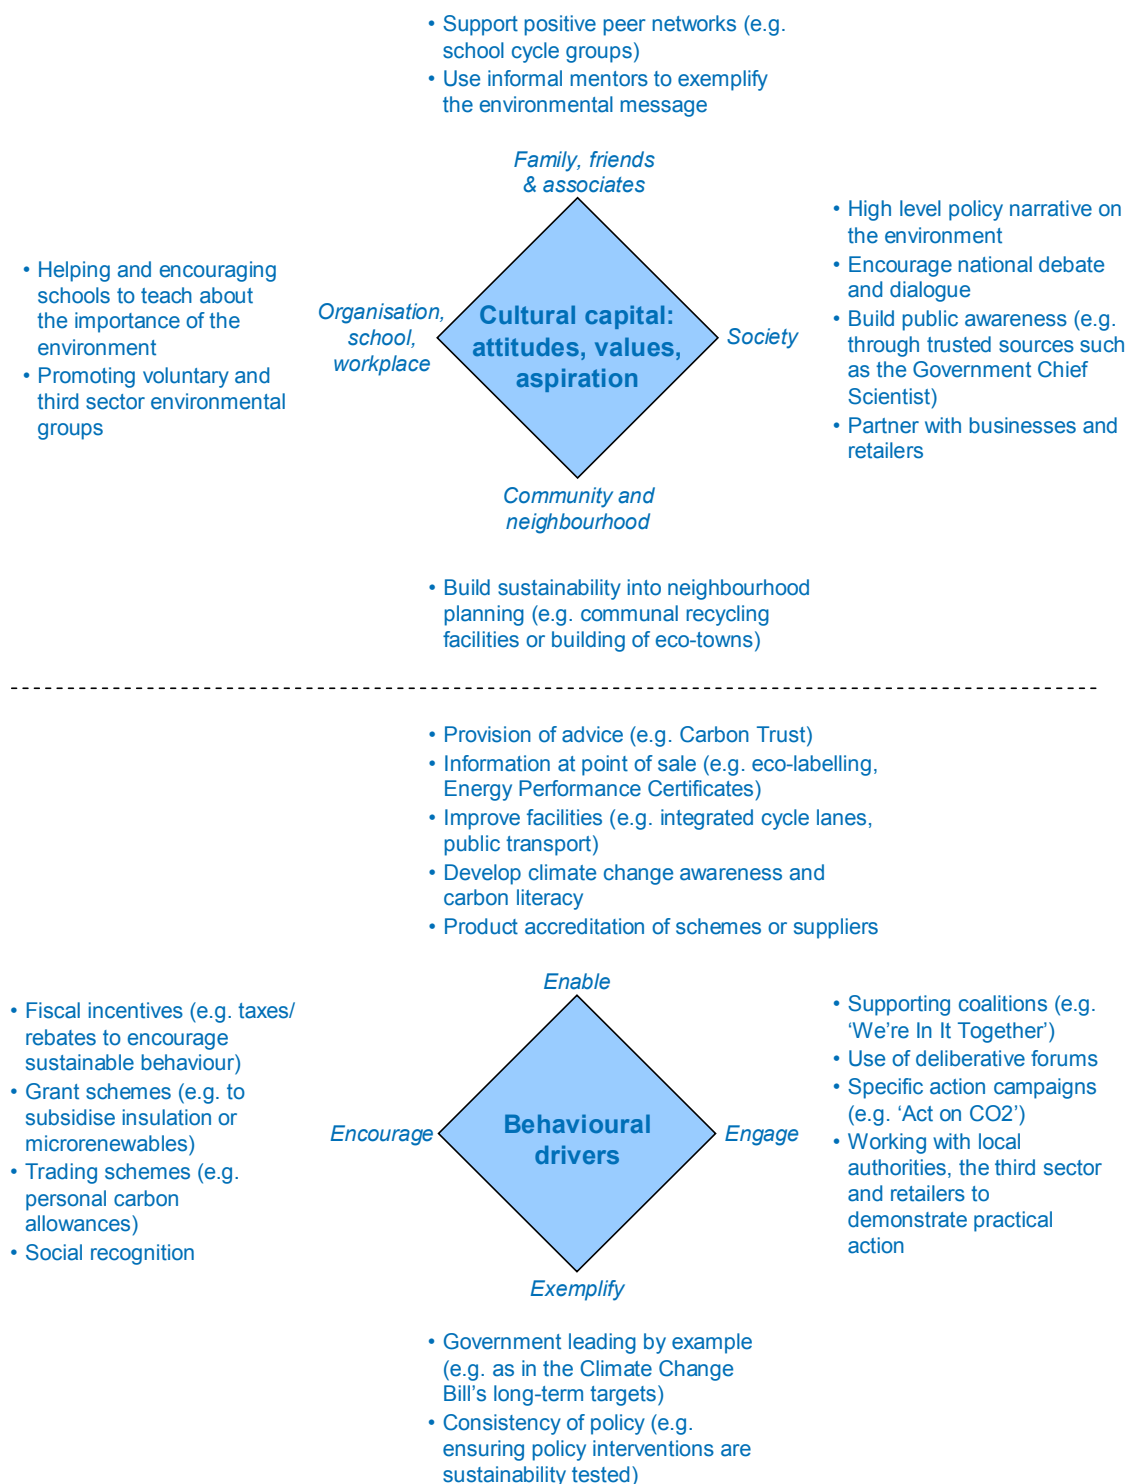 • Support positive peer networks (e.g.
school cycle groups)
• Use informal mentors to exemplify
the environmental message
Family, friends
& associates
• Helping and encouraging
schools to teach about
the importance of the
environment
• Promoting voluntary and
third sector environmental
groups
Organisation,
school,
workplace
Cultural capital:
attitudes, values,
aspiration
Society
• High level policy narrative on
the environment
• Encourage national debate
and dialogue
• Build public awareness (e.g.
through trusted sources such
as the Government Chief
Scientist)
• Partner with businesses and
retailers
Community and
neighbourhood
• Build sustainability into neighbourhood
planning (e.g. communal recycling
facilities or building of eco-towns)
• Provision of advice (e.g. Carbon Trust)
• Information at point of sale (e.g. eco-labelling,
Energy Performance Certificates)
• Improve facilities (e.g. integrated cycle lanes,
public transport)
• Develop climate change awareness and
carbon literacy
• Product accreditation of schemes or suppliers
Enable
• Fiscal incentives (e.g. taxes/
rebates to encourage
sustainable behaviour)
• Grant schemes (e.g. to
subsidise insulation or
microrenewables)
• Trading schemes (e.g.
personal carbon
allowances)
• Social recognition
Encourage
Behavioural
drivers
Engage
• Supporting coalitions (e.g.
‘We’re In It Together’)
• Use of deliberative forums
• Specific action campaigns
(e.g. ‘Act on CO2’)
• Working with local
authorities, the third sector
and retailers to
demonstrate practical
action
Exemplify
• Government leading by example
(e.g. as in the Climate Change
Bill’s long-term targets)
• Consistency of policy (e.g.
ensuring policy interventions are
sustainability tested)